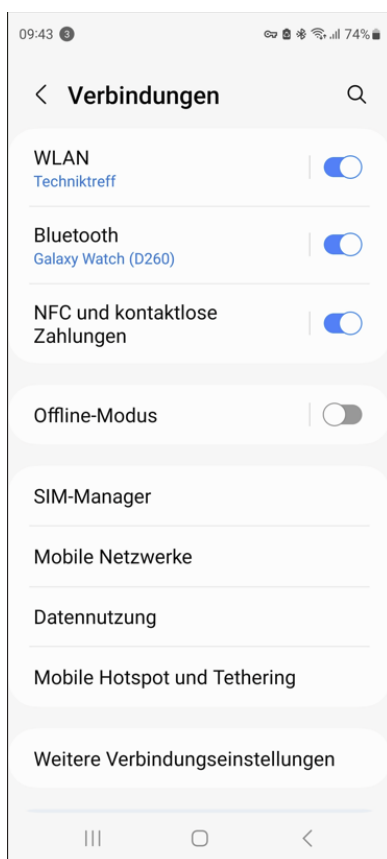 09:43 3 74%
Verbindungen
WLAN
Techniktreff
Bluetooth
Galaxy Watch (D260)
NFC und kontaktlose
Zahlungen
Offline-Modus
SIM-Manager
Mobile Netzwerke
Datennutzung
Mobile Hotspot und Tethering
Weitere Verbindungseinstellungen